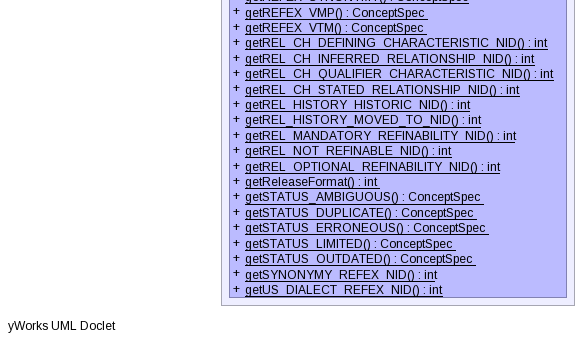 + getREFEX_VMP() : ConceptSpec
+ getREFEX_VTM() : ConceptSpec
+ getREL_CH_DEFINING_CHARACTERISTIC_NID() : int
+ getREL_CH_INFERRED_RELATIONSHIP_NID() : int
+ getREL_CH_QUALIFIER_CHARACTERISTIC_NID() : int
+ getREL_CH_STATED_RELATIONSHIP_NID() : int
+ getREL_HISTORY_HISTORIC_NID() : int
+ getREL_HISTORY_MOVED_TO_NID() : int
+ getREL_MANDATORY_REFINABILITY_NID() : int
+ getREL_NOT_REFINABLE_NID() : int
+ getREL_OPTIONAL_REFINABILITY_NID() : int
+ getReleaseFormat() : int
+ getSTATUS_AMBIGUOUS() : ConceptSpec
+ getSTATUS_DUPLICATE() : ConceptSpec
+ getSTATUS_ERRONEOUS() : ConceptSpec
+ getSTATUS_LIMITED() : ConceptSpec
+ getSTATUS_OUTDATED() : ConceptSpec
+ getSYNONYMY_REFEX_NID() : int
+ getUS_DIALECT_REFEX_NID() : int
yWorks UML Doclet